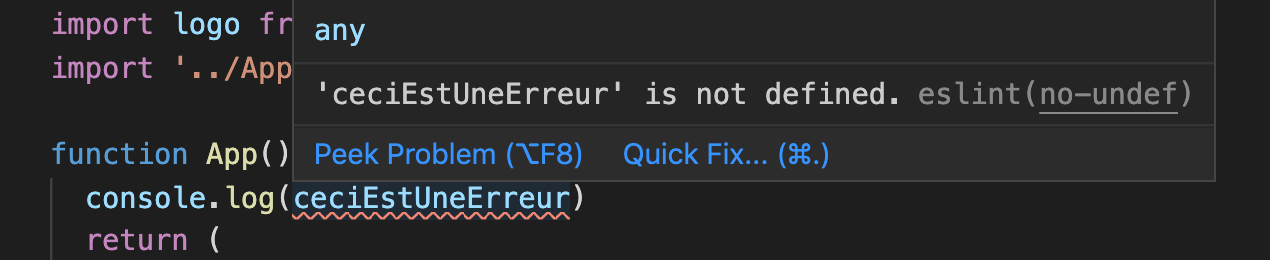 import logo fr
any
import '../App
'ceciEstUneErreur' is not defined. eslint(no-undef)
function App()
Peek Problem (⌥F8) Quick Fix... (⌘.)
console.log(ceciEstUneErreur)
return (